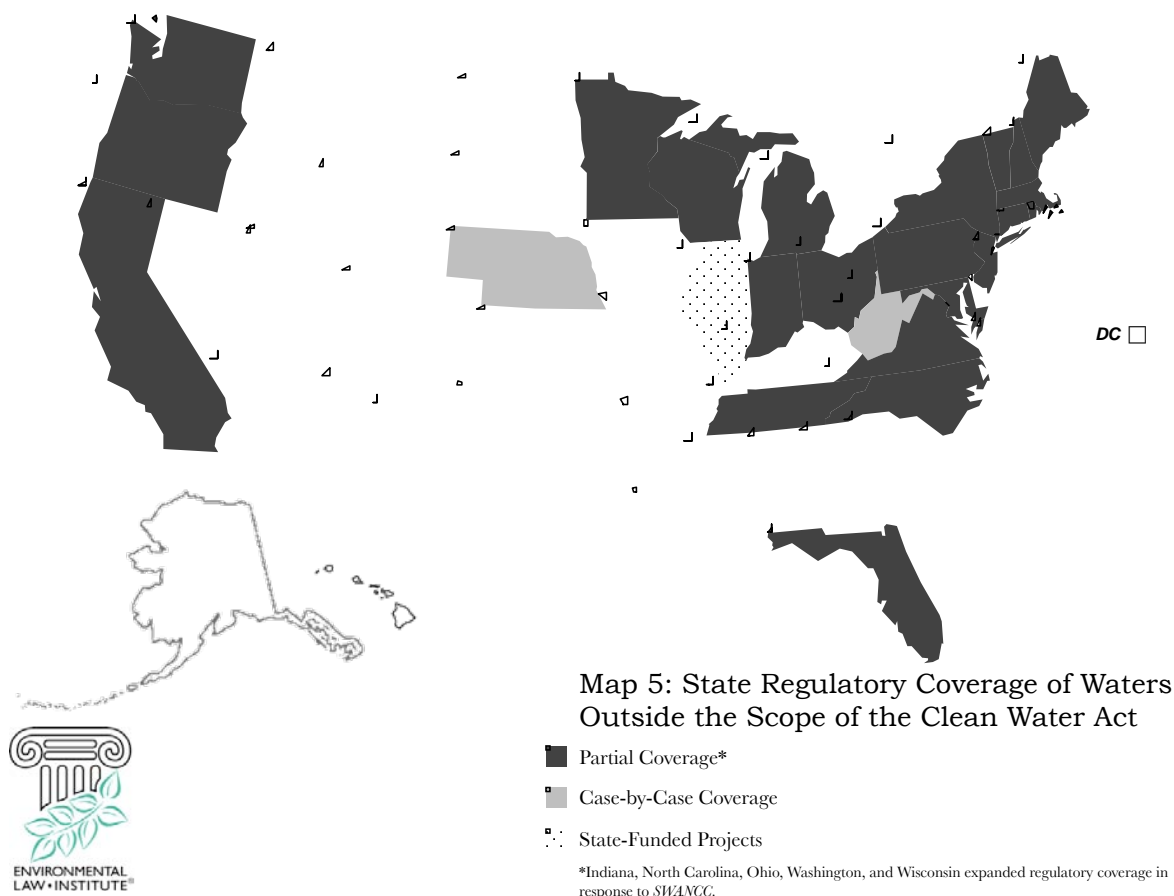 DC
Map 5: State Regulatory Coverage of Waters
Outside the Scope of the Clean Water Act
Partial Coverage*
Case-by-Case Coverage
State-Funded Projects
*Indiana, North Carolina, Ohio, Washington, and Wisconsin expanded regulatory coverage in
response to SWANCC.
ENVIRONMENTAL
LAW•INSTITUTE®